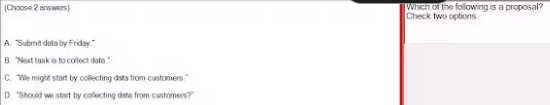 (Choose 2 answers)
A. "Submit data by Friday."
B. "Next task is to collect data."
C. "We might start by collecting data from customers."
D. "Should we start by collecting data from customers?"
Which of the following is a proposal?
Check two options.